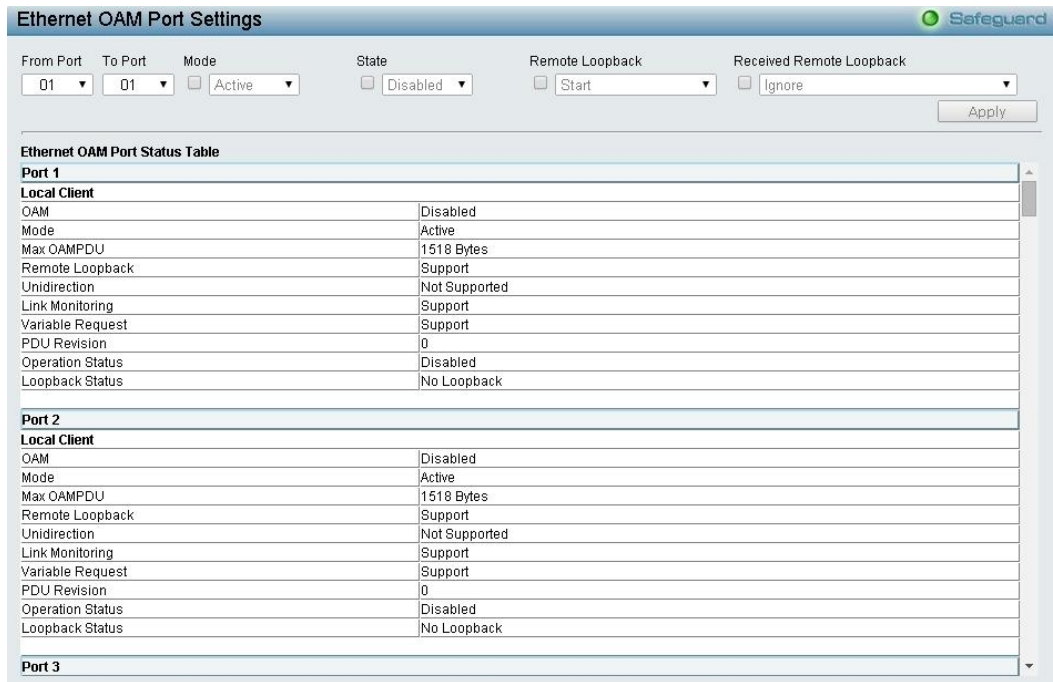 Ethernet OAM Port Settings
Safeguard
From Port To Port Mode State Remote Loopback Received Remote Loopback
01 01 Active Disabled Start Ignore
Apply
Ethernet OAM Port Status Table
Port 1
Local Client
OAM Disabled
Mode Active
Max OAMPDU 1518 Bytes
Remote Loopback Support
Unidirection Not Supported
Link Monitoring Support
Variable Request Support
PDU Revision 0
Operation Status Disabled
Loopback Status No Loopback
Port 2
Local Client
OAM Disabled
Mode Active
Max OAMPDU 1518 Bytes
Remote Loopback Support
Unidirection Not Supported
Link Monitoring Support
Variable Request Support
PDU Revision 0
Operation Status Disabled
Loopback Status No Loopback
Port 3